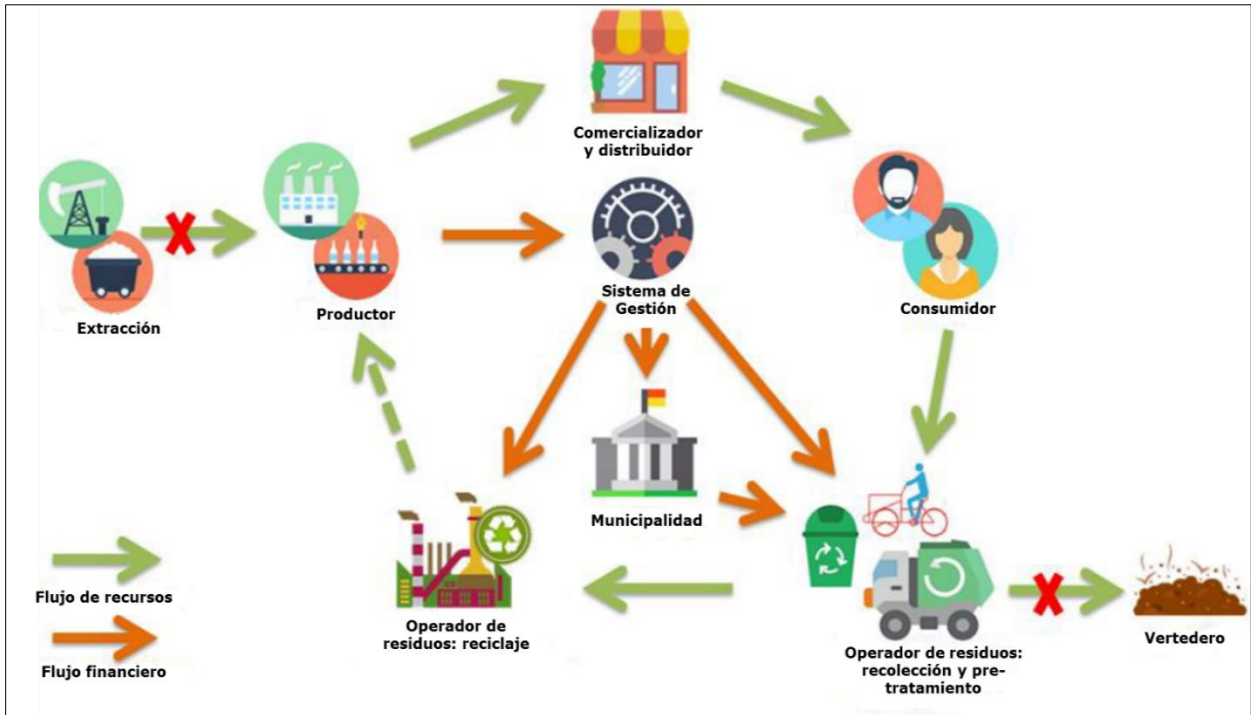 Comercializador
y distribuidor
Extracción
Productor
Sistema de
Gestión
Consumidor
Municipalidad
Flujo de recursos
Flujo financiero
Operador de
residuos: reciclaje
Operador de residuos:
recolección y pre-
tratamiento
Vertedero